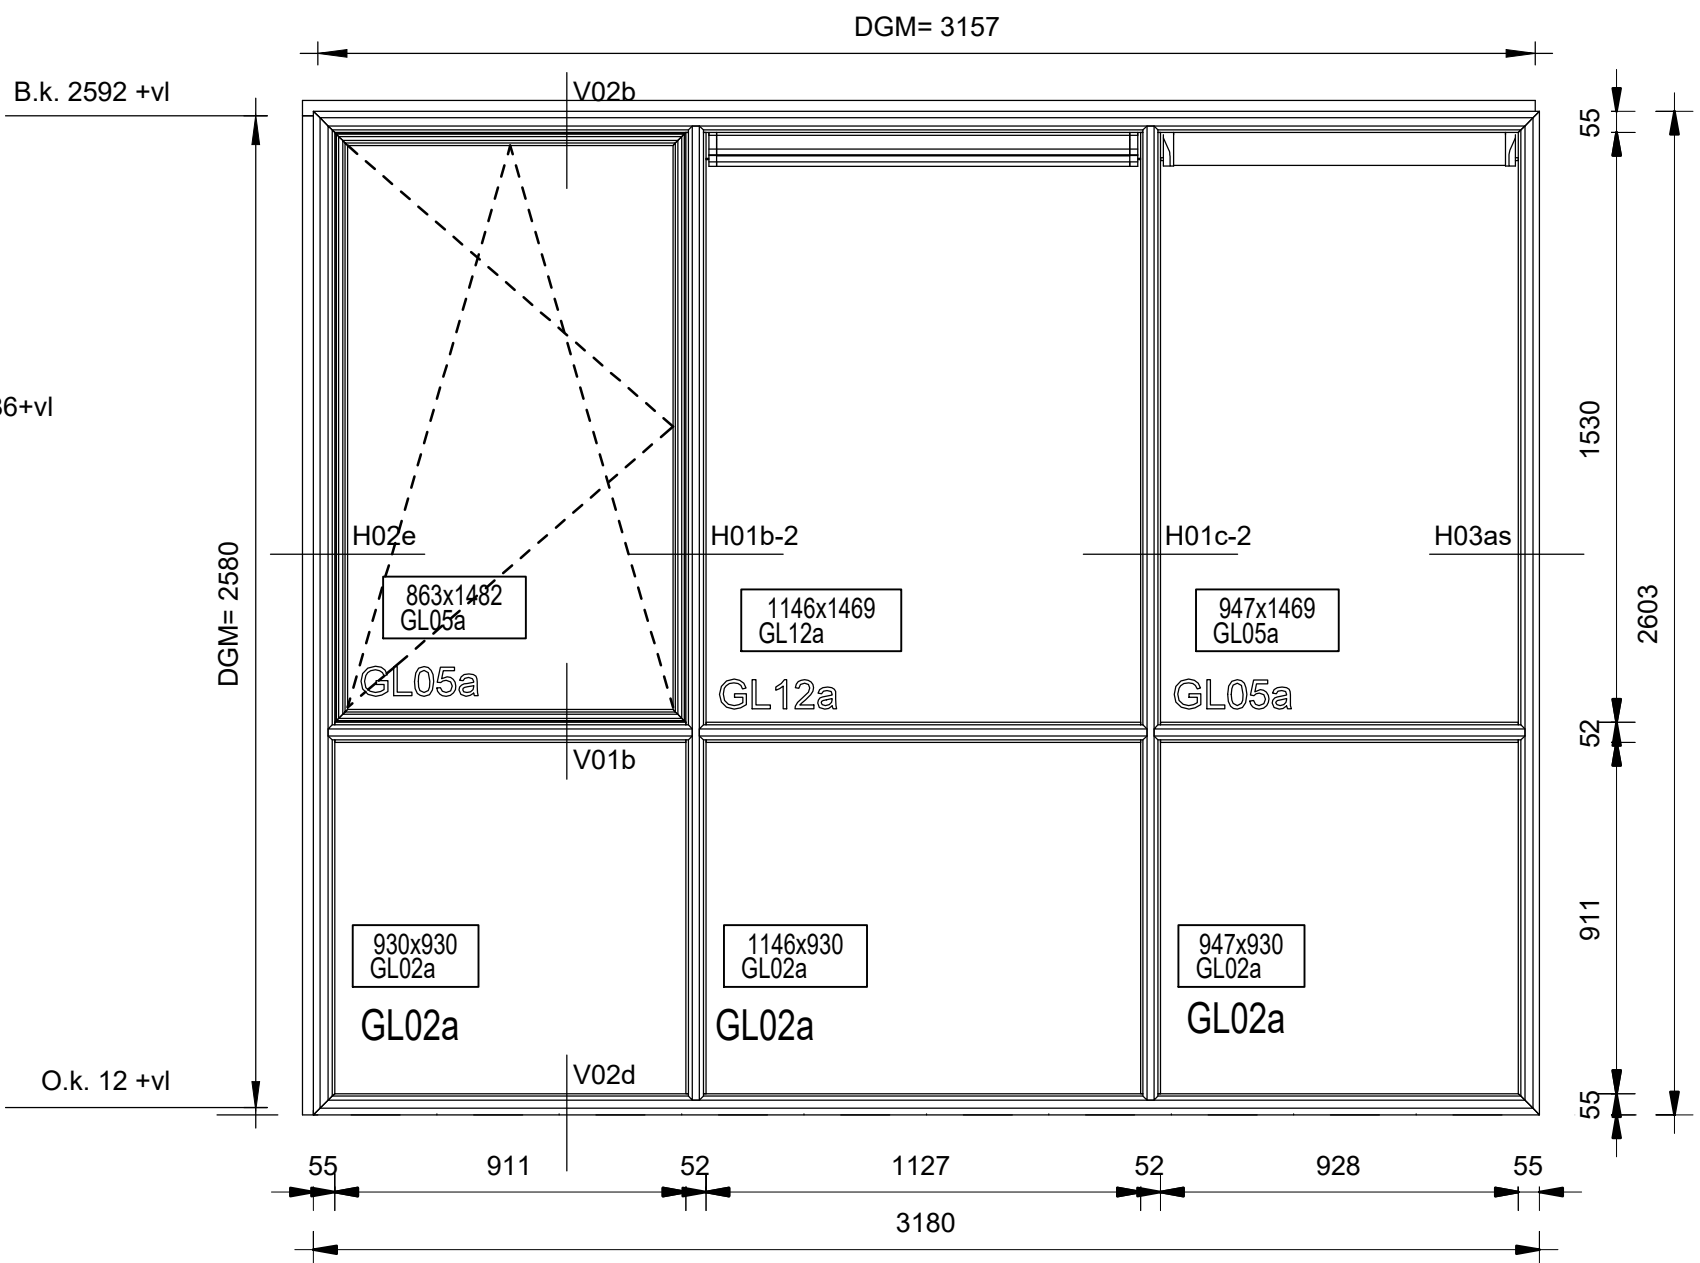 DGM= 3157
B.k. 2592 +vl
V02b
55
6+vl
1530
H02e
H01b-2
H01c-2
H03as
DGM= 2580
863x1482
GL05a
1146x1469
GL12a
947x1469
GL05a
2603
GL05a
GL12a
GL05a
52
V01b
911
930x930
GL02a
1146x930
GL02a
947x930
GL02a
GL02a
GL02a
GL02a
O.k. 12 +vl
V02d
55
55
911
52
1127
52
928
55
3180